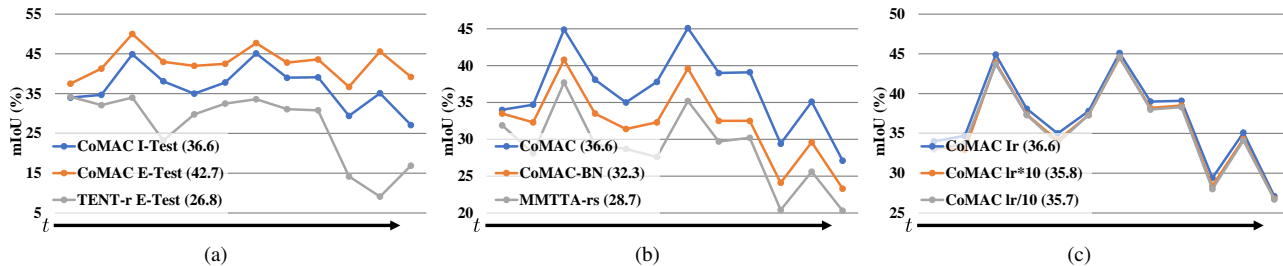 mIoU (%)
55
45
35
25
15
5
CoMAC I-Test (36.6)
CoMAC E-Test (42.7)
TENT-r E-Test (26.8)
t
(a)
mIoU (%)
45
40
35
30
25
20
CoMAC (36.6)
CoMAC-BN (32.3)
MMTTA-rs (28.7)
t
(b)
mIoU (%)
50
45
40
35
30
25
CoMAC lr (36.6)
CoMAC lr*10 (35.8)
CoMAC lr/10 (35.7)
t
(c)